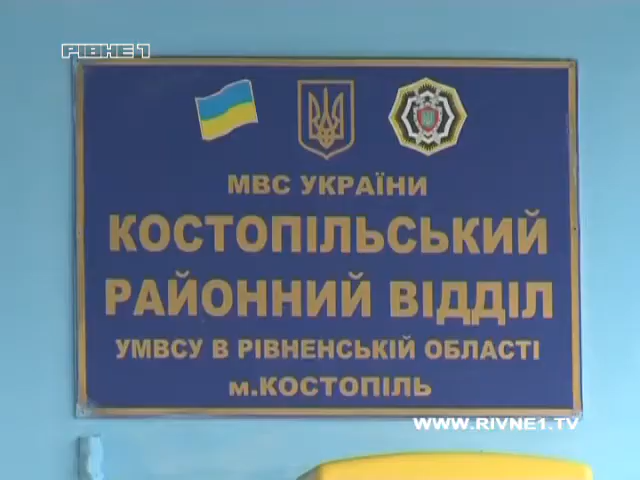 РІВНЕ 1
МВС УКРАЇНИ
КОСТОПІЛЬСЬКИЙ
РАЙОННИЙ ВІДДІЛ
УМВСУ В РІВНЕНСЬКІЙ ОБЛАСТІ
м.КОСТОПІЛЬ
WWW.RIVNE1.TV